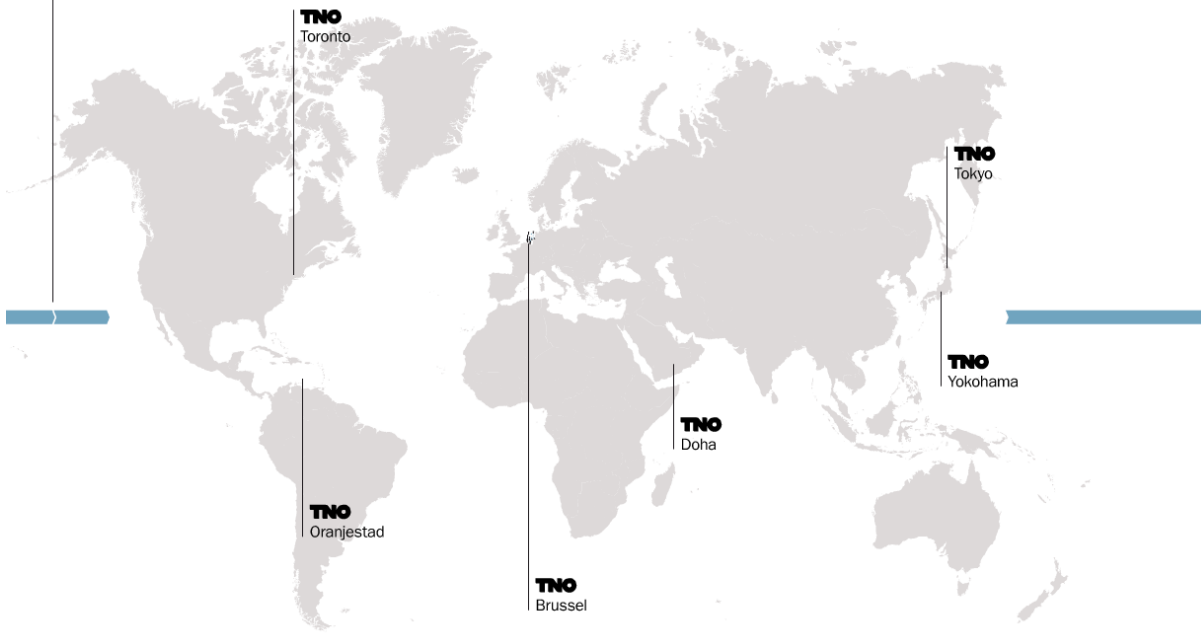 TNO
Toronto
TNO
Tokyo
TNO
Yokohama
TNO
Doha
TNO
Oranjestad
TNO
Brussel